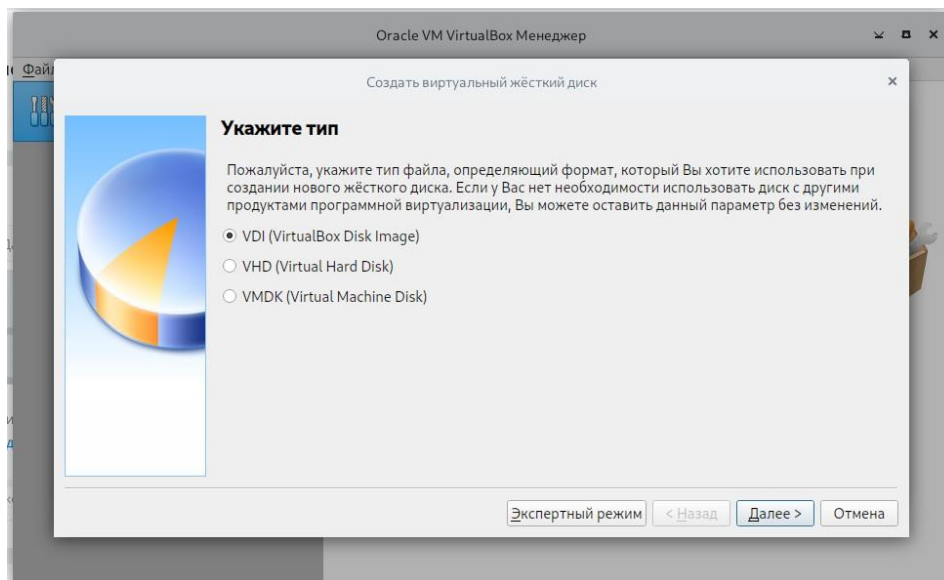 Oracle VM VirtualBox Менеджер
Файл
Создать виртуальный жёсткий диск
Укажите тип
Пожалуйста, укажите тип файла, определяющий формат, который Вы хотите использовать при
создании нового жёсткого диска. Если у Вас нет необходимости использовать диск с другими
продуктами программной виртуализации, Вы можете оставить данный параметр без изменений.
VDI (VirtualBox Disk Image)
VHD (Virtual Hard Disk)
VMDK (Virtual Machine Disk)
Экспертный режим
< Назад
Далее >
Отмена